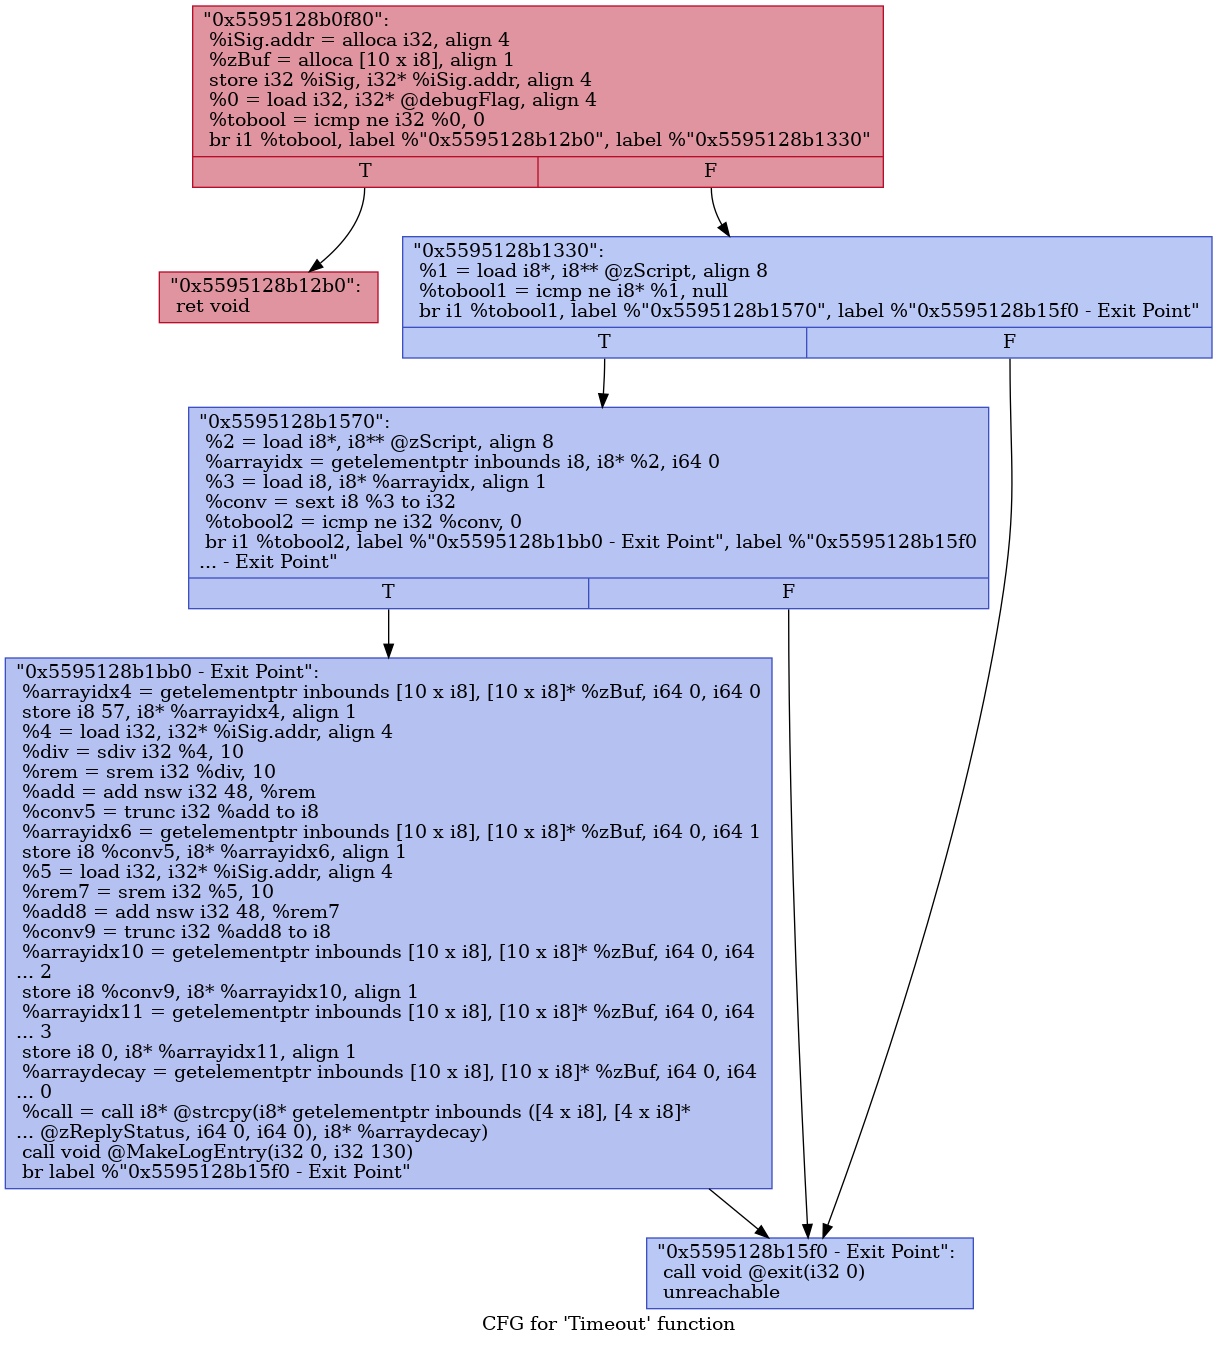 "0x5595128b0f80":
%iSig.addr = alloca i32, align 4
%zBuf = alloca [10 x i8], align 1
store i32 %iSig, i32* %iSig.addr, align 4
%0 = load i32, i32* @debugFlag, align 4
%tobool = icmp ne i32 %0, 0
br i1 %tobool, label %"0x5595128b12b0", label %"0x5595128b1330"
T F
"0x5595128b1330":
%1 = load i8*, i8** @zScript, align 8
%tobool1 = icmp ne i8* %1, null
br i1 %tobool1, label %"0x5595128b1570", label %"0x5595128b15f0 - Exit Point"
T F
"0x5595128b12b0":
ret void
"0x5595128b1570":
%2 = load i8*, i8** @zScript, align 8
%arrayidx = getelementptr inbounds i8, i8* %2, i64 0
%3 = load i8, i8* %arrayidx, align 1
%conv = sext i8 %3 to i32
%tobool2 = icmp ne i32 %conv, 0
br i1 %tobool2, label %"0x5595128b1bb0 - Exit Point", label %"0x5595128b15f0
... - Exit Point"
T F
"0x5595128b1bb0 - Exit Point":
%arrayidx4 = getelementptr inbounds [10 x i8], [10 x i8]* %zBuf, i64 0, i64 0
store i8 57, i8* %arrayidx4, align 1
%4 = load i32, i32* %iSig.addr, align 4
%div = sdiv i32 %4, 10
%rem = srem i32 %div, 10
%add = add nsw i32 48, %rem
%conv5 = trunc i32 %add to i8
%arrayidx6 = getelementptr inbounds [10 x i8], [10 x i8]* %zBuf, i64 0, i64 1
store i8 %conv5, i8* %arrayidx6, align 1
%5 = load i32, i32* %iSig.addr, align 4
%rem7 = srem i32 %5, 10
%add8 = add nsw i32 48, %rem7
%conv9 = trunc i32 %add8 to i8
%arrayidx10 = getelementptr inbounds [10 x i8], [10 x i8]* %zBuf, i64 0, i64
... 2
store i8 %conv9, i8* %arrayidx10, align 1
%arrayidx11 = getelementptr inbounds [10 x i8], [10 x i8]* %zBuf, i64 0, i64
... 3
store i8 0, i8* %arrayidx11, align 1
%arraydecay = getelementptr inbounds [10 x i8], [10 x i8]* %zBuf, i64 0, i64
... 0
%call = call i8* @strcpy(i8* getelementptr inbounds ([4 x i8], [4 x i8]*
... @zReplyStatus, i64 0, i64 0), i8* %arraydecay)
call void @MakeLogEntry(i32 0, i32 130)
br label %"0x5595128b15f0 - Exit Point"
"0x5595128b15f0 - Exit Point":
call void @exit(i32 0)
unreachable
CFG for 'Timeout' function